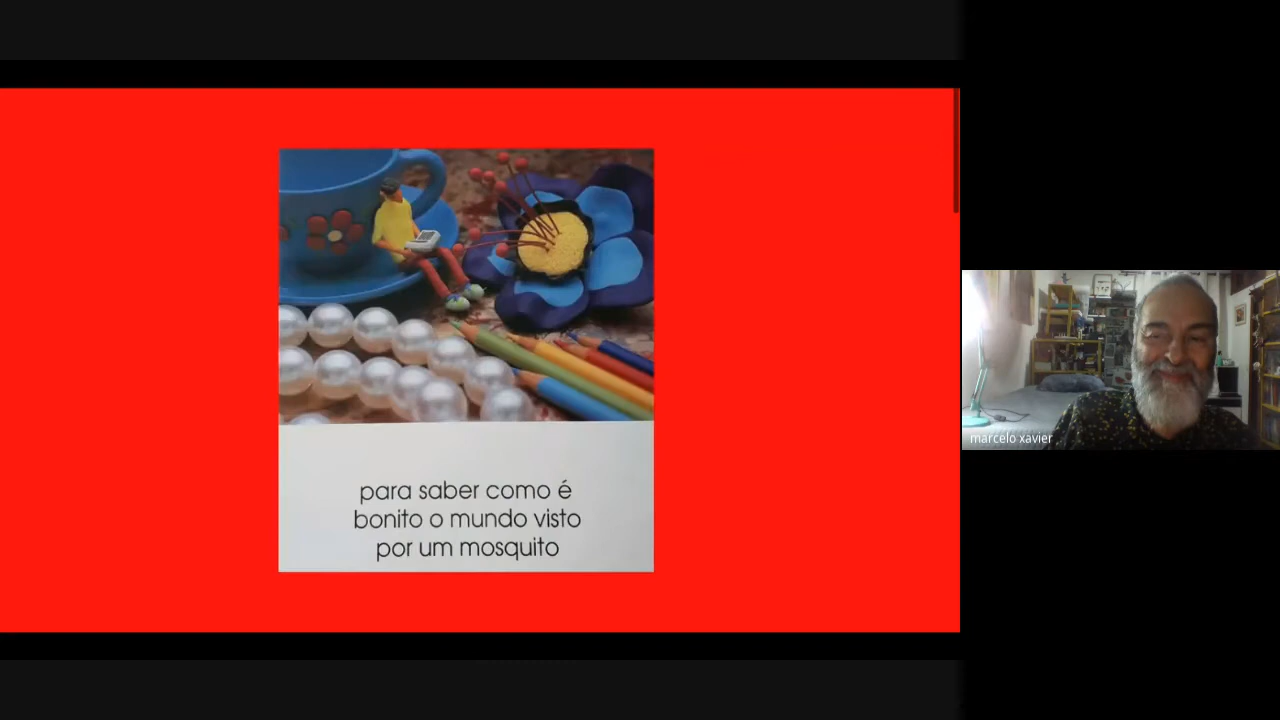 para saber como é
bonito o mundo visto
por um mosquito
marcelo xavier